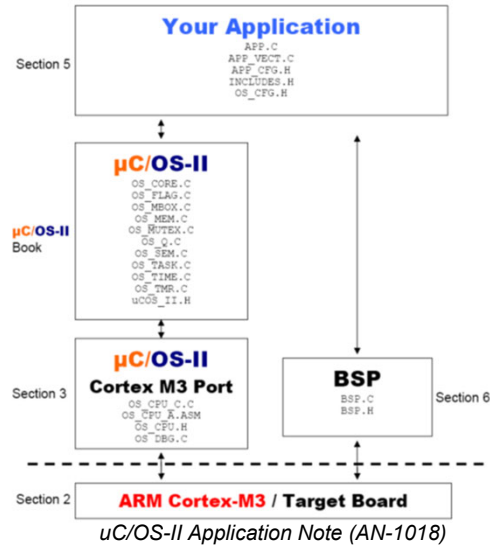 Your Application
APP.C
Section 5
APP_VECT.C
APP_CFG.H
INCLUDES.H
OS_CFG.H
µC/OS-II
OS_CORE.C
OS_FLAG.C
OS_MBOX.C
OS_MEM.C
OS_MUTEX.C
OS_Q.C
OS_SEM.C
OS_TASK.C
OS_TIME.C
OS_TMR.C
uCOS_II.H
µC/OS-II
Book
µC/OS-II
Cortex M3 Port
OS_CPU_C.C
OS_CPU_A.ASM
OS_CPU.H
OS_DBG.C
Section 3
BSP
BSP.C
BSP.H
Section 6
Section 2
ARM Cortex-M3 / Target Board
uC/OS-II Application Note (AN-1018)